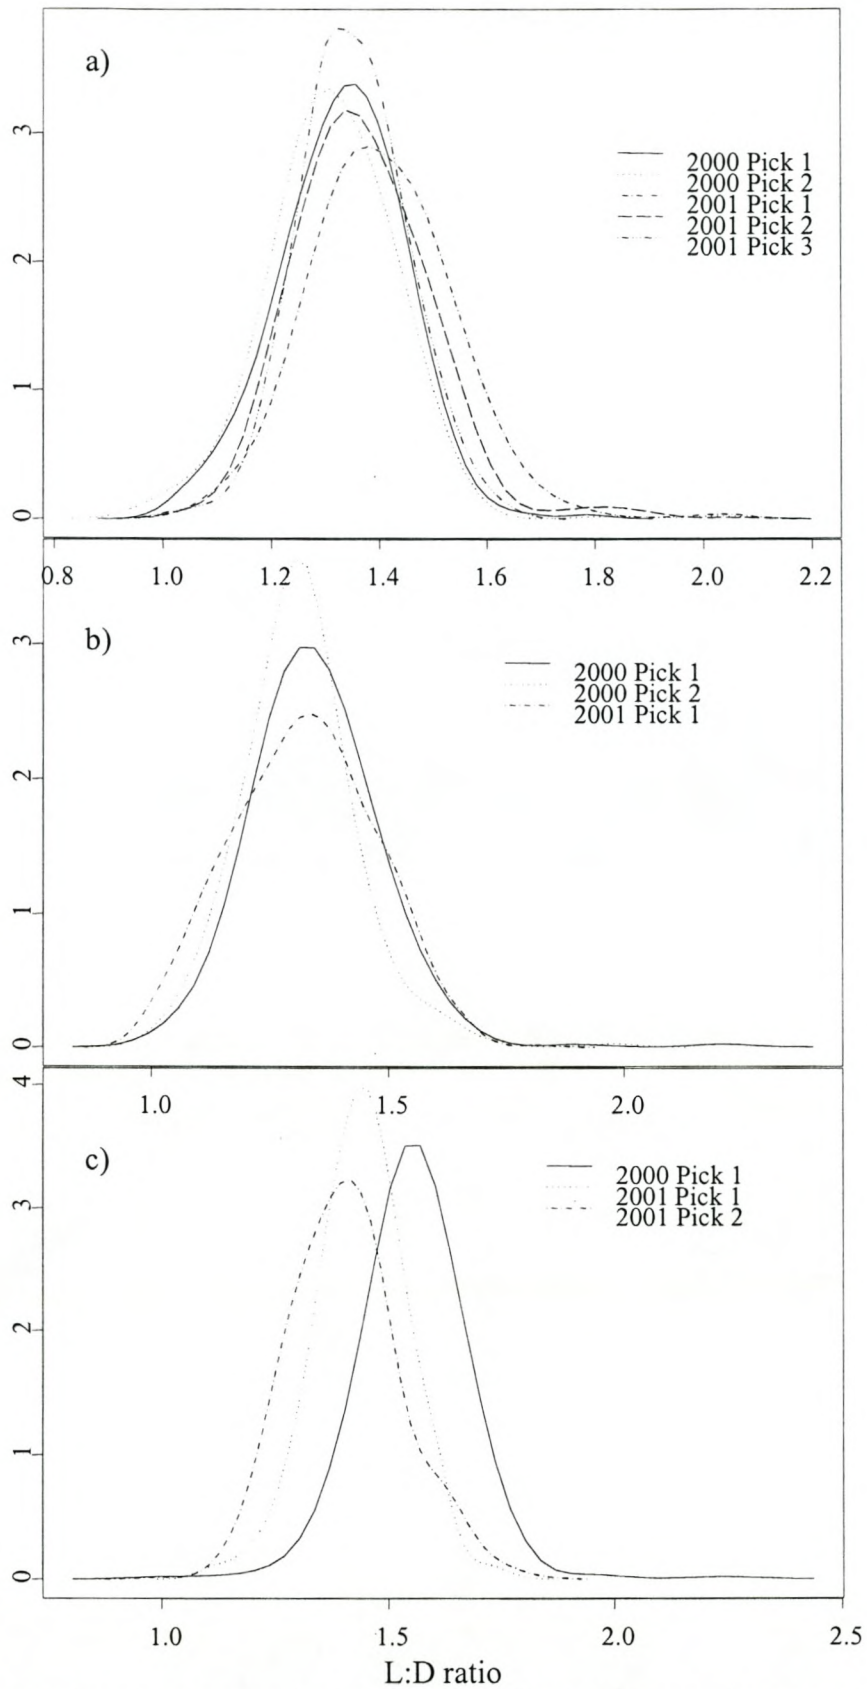 a)
3
2
1
0
2000 Pick 1
2000 Pick 2
2001 Pick 1
2001 Pick 2
2001 Pick 3
0.8 1.0 1.2 1.4 1.6 1.8 2.0 2.2
b)
3
2
1
0
2000 Pick 1
2000 Pick 2
2001 Pick 1
1.0 1.5 2.0
c)
4
3
2
1
0
2000 Pick 1
2001 Pick 1
2001 Pick 2
1.0 1.5 2.0 2.5
L:D ratio